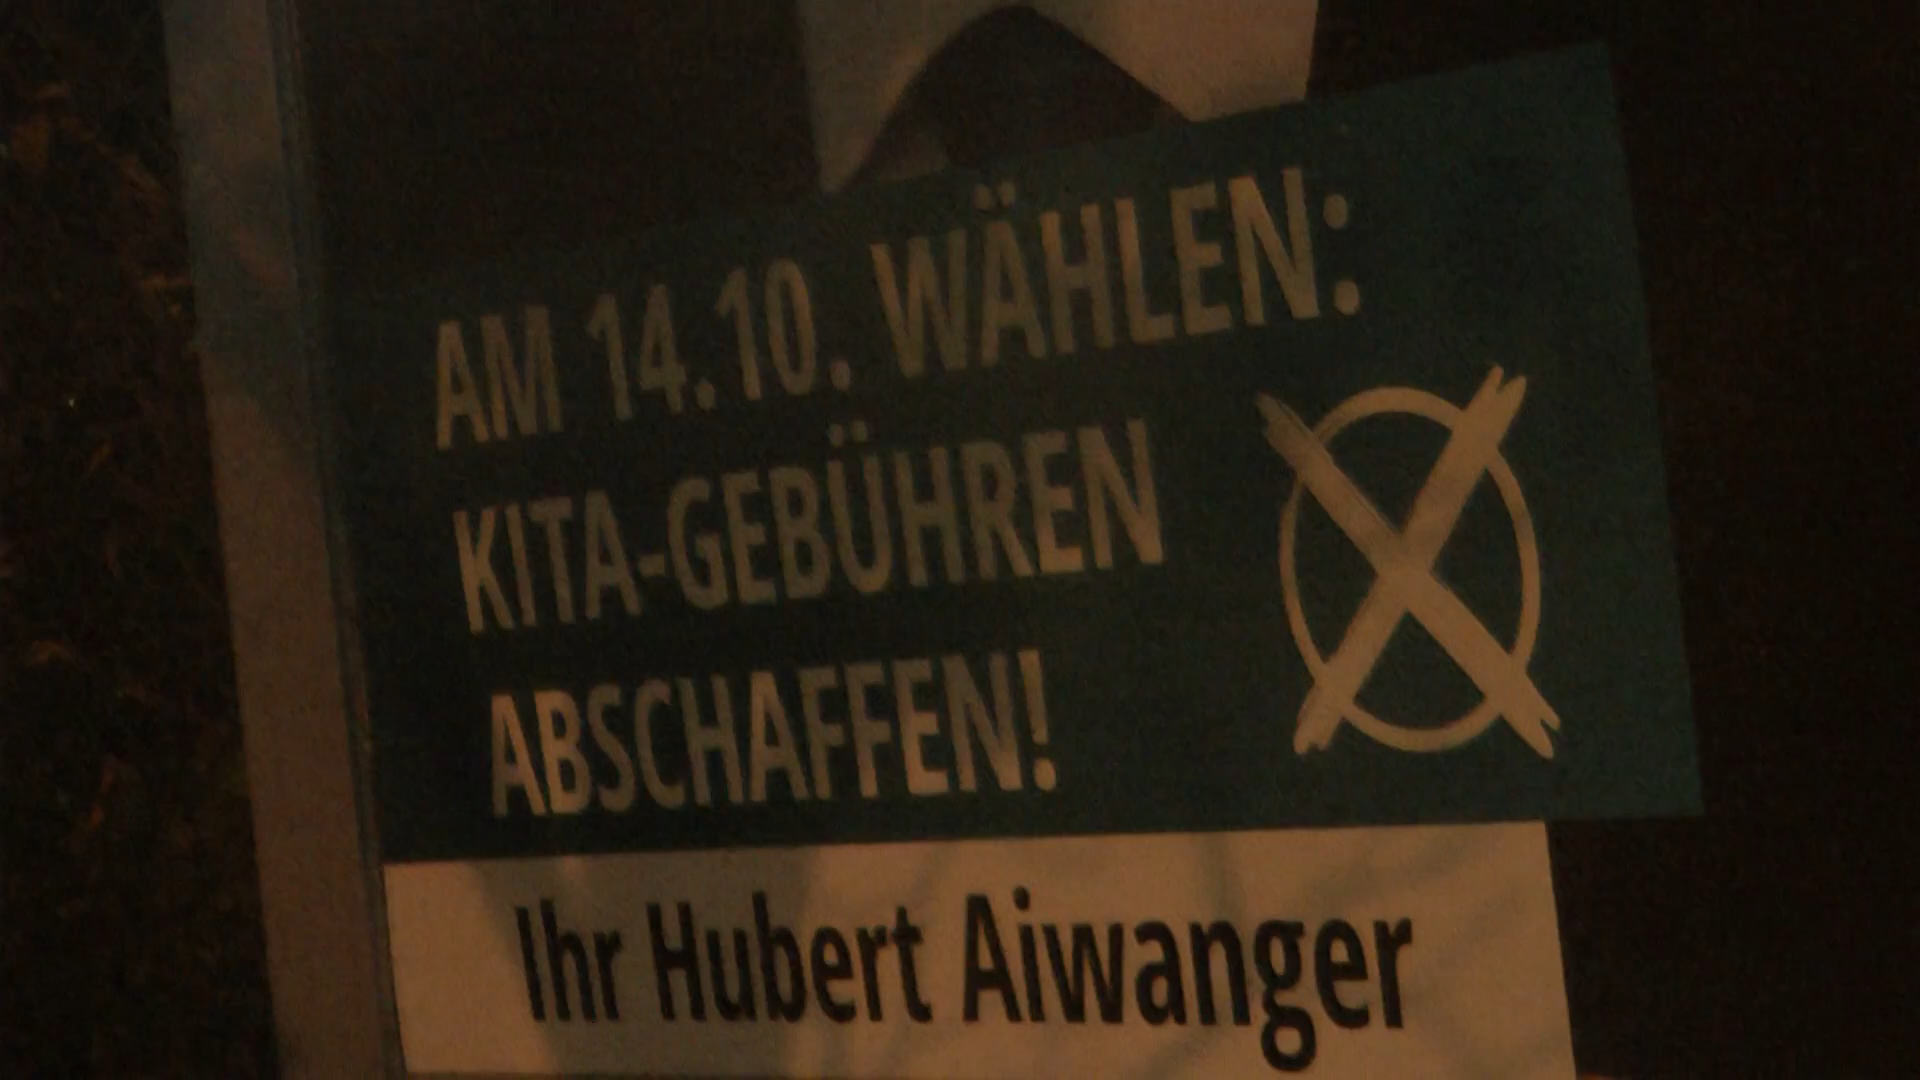 AM 14.10. WÄHLEN:
KITA-GEBÜHREN
ABSCHAFFEN!
Ihr Hubert Aiwanger